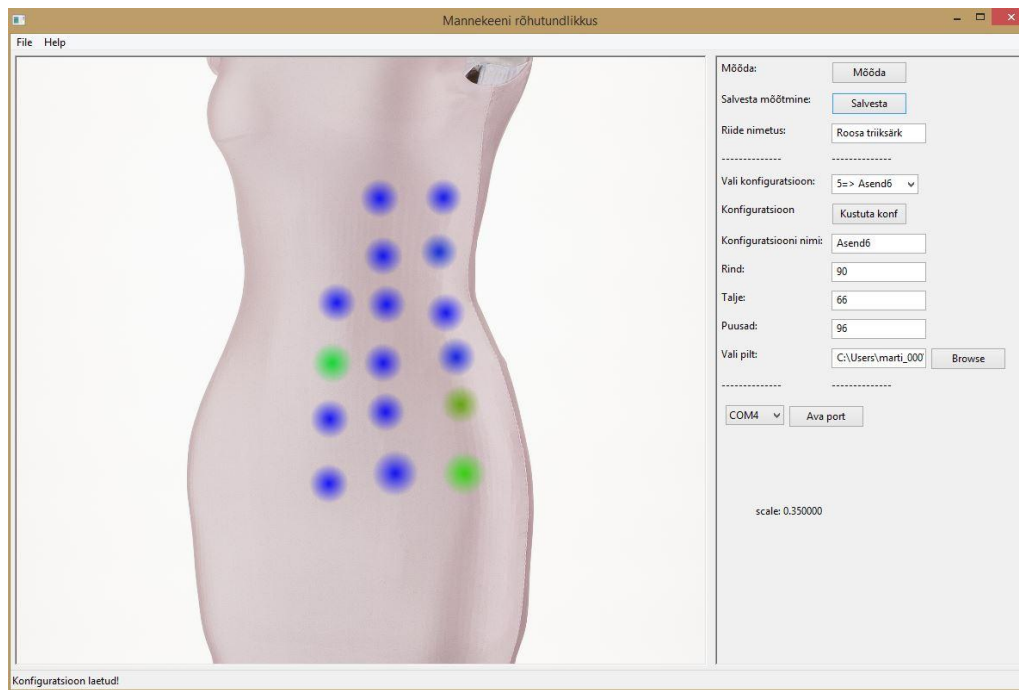 Mannekeeni rõhutundlikkus
File Help
Mõõda: Mõõda
Salvesta mõõtmine: Salvesta
Riide nimetus: Roosa triiksärk
-------------- --------------
Vali konfiguratsioon: 5=> Asend6
Konfiguratsioon Kustuta konf
Konfiguratsiooni nimi: Asend6
Rind: 90
Talje: 66
Puusad: 96
Vali pilt: C:\Users\marti_000\ Browse
-------------- --------------
COM4 Ava port
scale: 0.350000
Konfiguratsioon laetud!